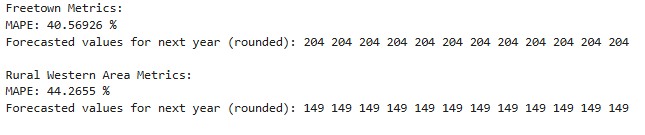 Freetown Metrics:
MAPE: 40.56926 %
Forecasted values for next year (rounded): 204 204 204 204 204 204 204 204 204 204 204 204
Rural Western Area Metrics:
MAPE: 44.2655 %
Forecasted values for next year (rounded): 149 149 149 149 149 149 149 149 149 149 149 149